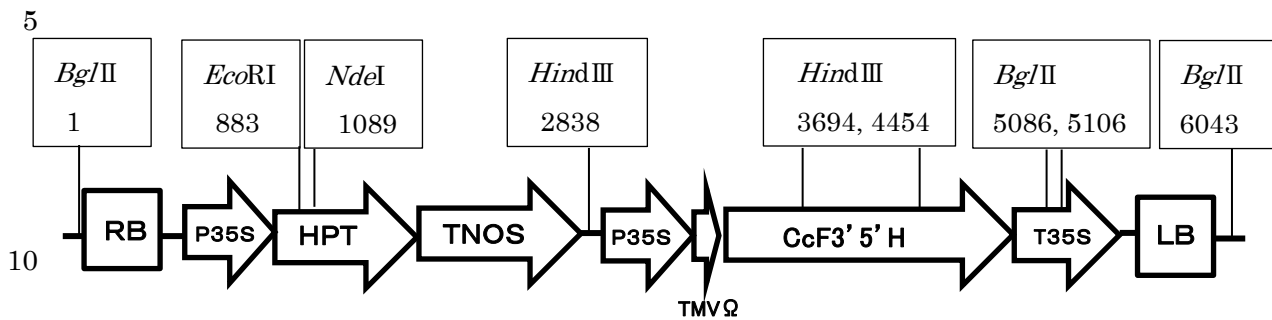 5
BglII EcoRI NdeI HindIII HindIII BglII BglII
1 883 1089 2838 3694, 4454 5086, 5106 6043
RB P35S HPT TNOS P35S CcF3'5'H T35S LB
10
TMVΩ